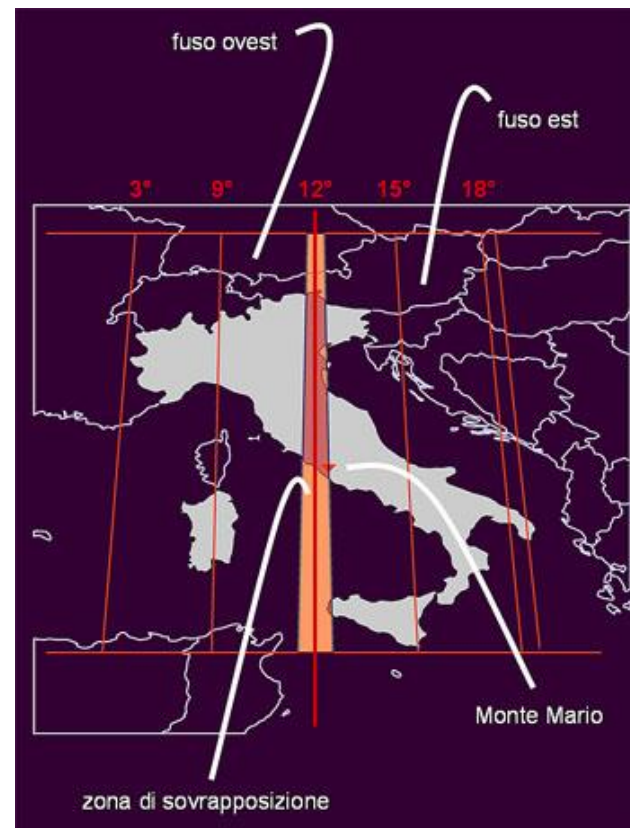 fuso ovest
fuso est
3° 9° 12° 15° 18°
Monte Mario
zona di sovrapposizione